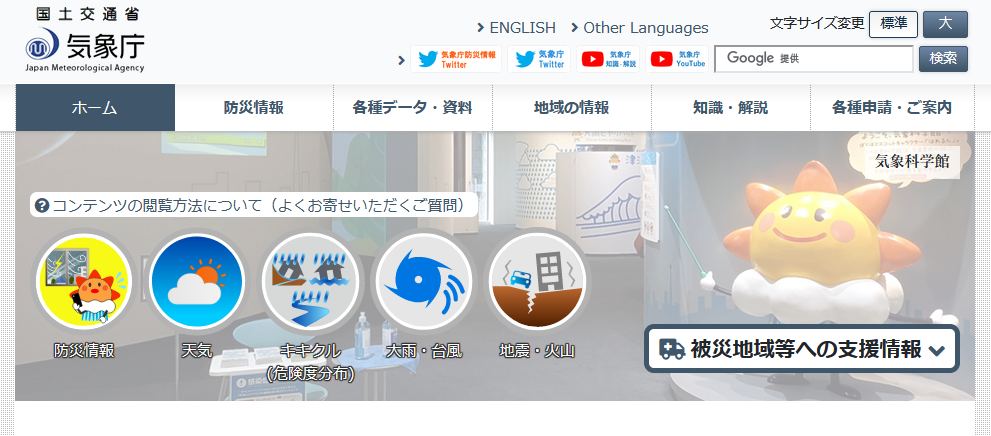 国土交通省
気象庁
Japan Meteorological Agency
ENGLISH
Other Languages
文字サイズ変更
標準
大
気象庁防災情報
Twitter
気象庁
Twitter
気象庁
知識・解説
気象庁
YouTube
Google 提供
検索
ホーム
防災情報
各種データ・資料
地域の情報
知識・解説
各種申請・ご案内
気象科学館
コンテンツの閲覧方法について（よくお寄せいただくご質問）
防災情報
天気
キキクル
(危険度分布)
大雨・台風
地震・火山
被災地域等への支援情報